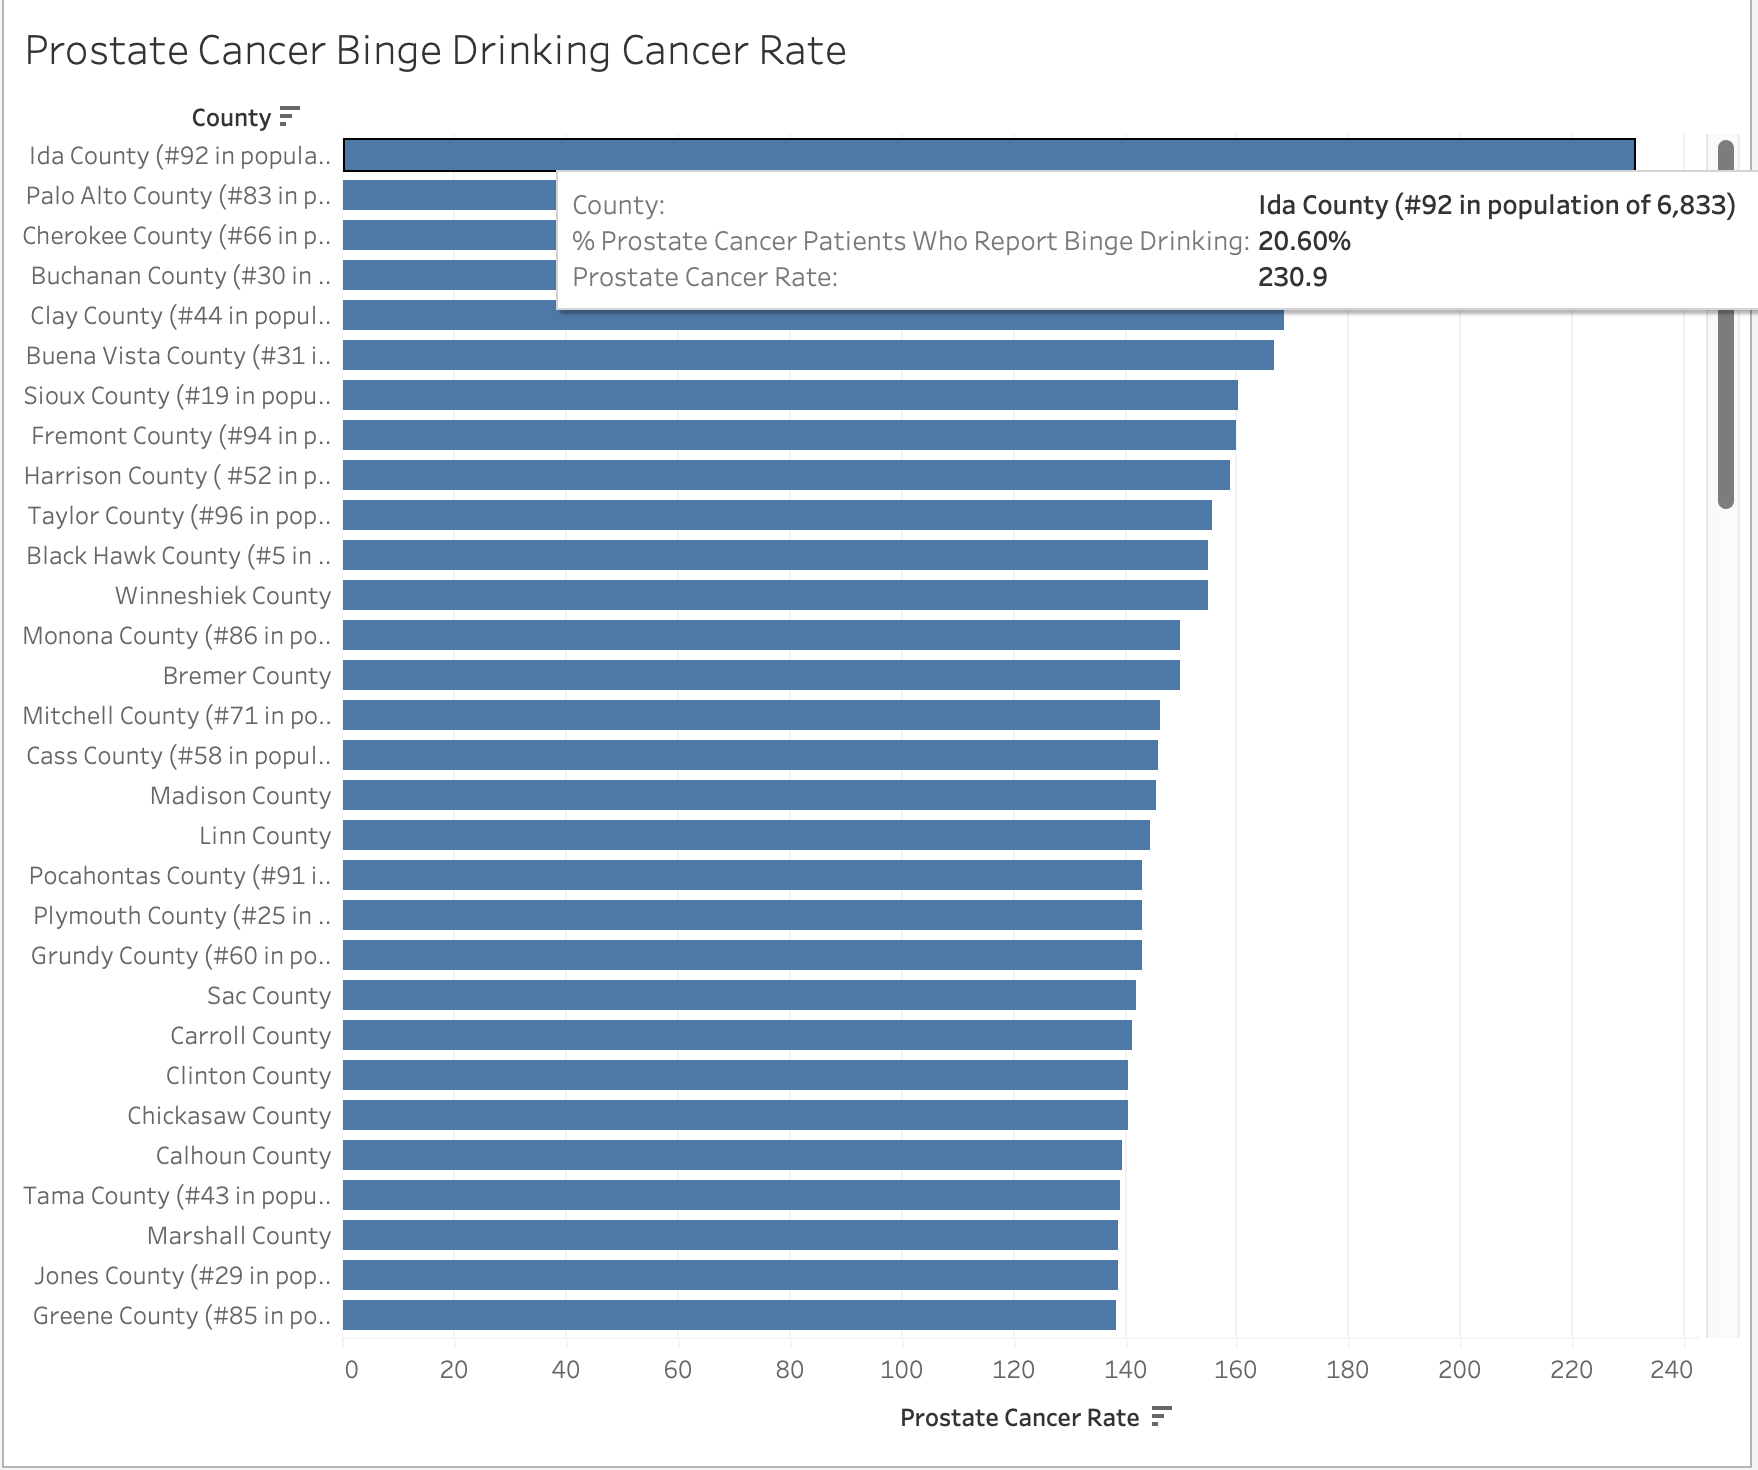 Prostate Cancer Binge Drinking Cancer Rate
County
Ida County (#92 in popula..
Palo Alto County (#83 in p..
Cherokee County (#66 in p..
Buchanan County (#30 in ..
Clay County (#44 in popul..
Buena Vista County (#31 i..
Sioux County (#19 in popu..
Fremont County (#94 in p..
Harrison County ( #52 in p..
Taylor County (#96 in pop..
Black Hawk County (#5 in ..
Winneshiek County
Monona County (#86 in po..
Bremer County
Mitchell County (#71 in po..
Cass County (#58 in popul..
Madison County
Linn County
Pocahontas County (#91 i..
Plymouth County (#25 in ..
Grundy County (#60 in po..
Sac County
Carroll County
Clinton County
Chickasaw County
Calhoun County
Tama County (#43 in popu..
Marshall County
Jones County (#29 in pop..
Greene County (#85 in po..
County: Ida County (#92 in population of 6,833)
% Prostate Cancer Patients Who Report Binge Drinking: 20.60%
Prostate Cancer Rate: 230.9
0 20 40 60 80 100 120 140 160 180 200 220 240
Prostate Cancer Rate